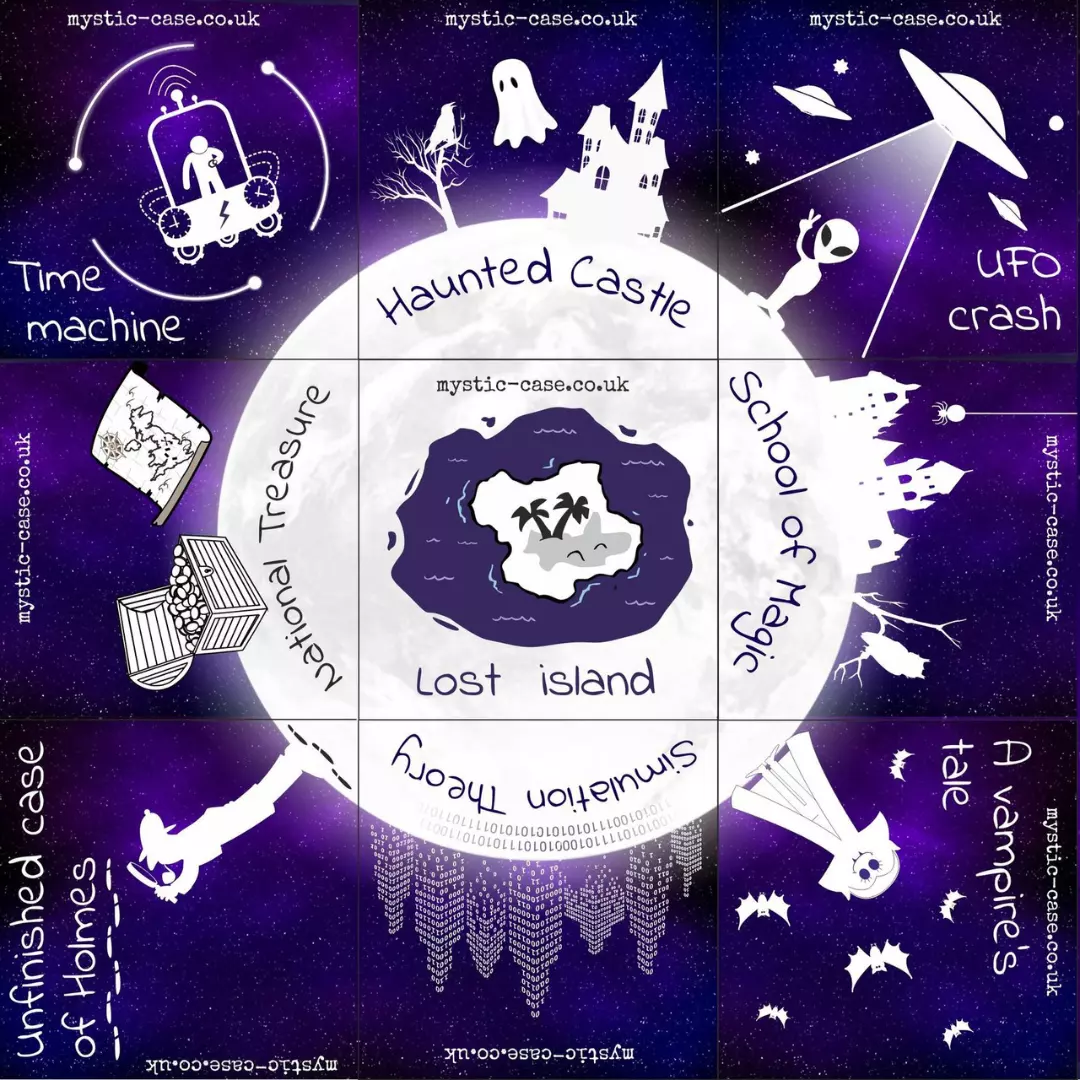 mystic-case.co.uk
Time
machine
mystic-case.co.uk
Haunted Castle
mystic-case.co.uk
UFO
crash
mystic-case.co.uk
National Treasure
mystic-case.co.uk
Lost island
School of Magic
mystic-case.co.uk
Unfinished case
of Holmes
mystic-case.co.uk
Simulation Theory
mystic-case.co.uk
A vampire's
tale
mystic-case.co.uk